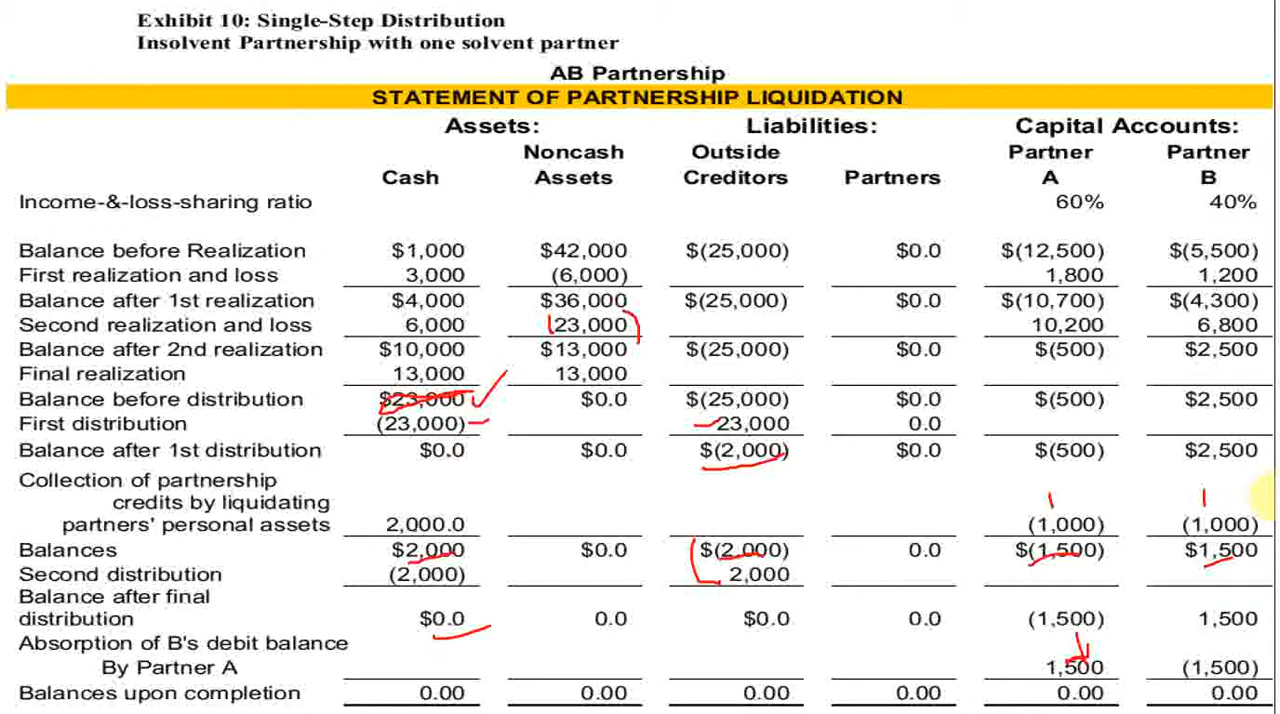 Exhibit 10: Single-Step Distribution
Insolvent Partnership with one solvent partner
AB Partnership
STATEMENT OF PARTNERSHIP LIQUIDATION
Assets: Liabilities: Capital Accounts:
Noncash Outside Partner Partner
Cash Assets Creditors Partners A B
Income-&-loss-sharing ratio 60% 40%
Balance before Realization $1,000 $42,000 $(25,000) $0.0 $(12,500) $(5,500)
First realization and loss 3,000 (6,000) 1,800 1,200
Balance after 1st realization $4,000 $36,000 $(25,000) $0.0 $(10,700) $(4,300)
Second realization and loss 6,000 23,000 10,200 6,800
Balance after 2nd realization $10,000 $13,000 $(25,000) $0.0 $(500) $2,500
Final realization 13,000 13,000
Balance before distribution $23,000 $0.0 $(25,000) $0.0 $(500) $2,500
First distribution (23,000) 23,000 0.0
Balance after 1st distribution $0.0 $0.0 $(2,000) $0.0 $(500) $2,500
Collection of partnership
credits by liquidating
partners' personal assets 2,000.0 (1,000) (1,000)
Balances $2,000 $0.0 $(2,000) 0.0 $(1,500) $1,500
Second distribution (2,000) 2,000
Balance after final
distribution $0.0 0.0 $0.0 0.0 (1,500) 1,500
Absorption of B's debit balance
By Partner A 1,500 (1,500)
Balances upon completion 0.00 0.00 0.00 0.00 0.00 0.00